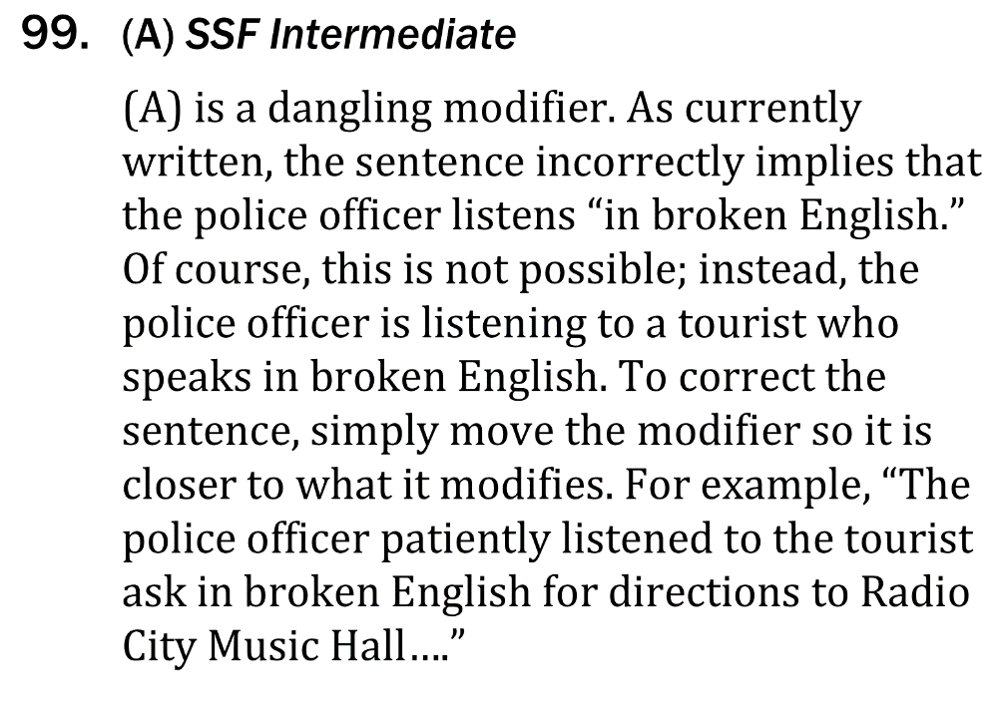 99. (A) SSF Intermediate
(A) is a dangling modifier. As currently
written, the sentence incorrectly implies that
the police officer listens “in broken English.”
Of course, this is not possible; instead, the
police officer is listening to a tourist who
speaks in broken English. To correct the
sentence, simply move the modifier so it is
closer to what it modifies. For example, “The
police officer patiently listened to the tourist
ask in broken English for directions to Radio
City Music Hall….”